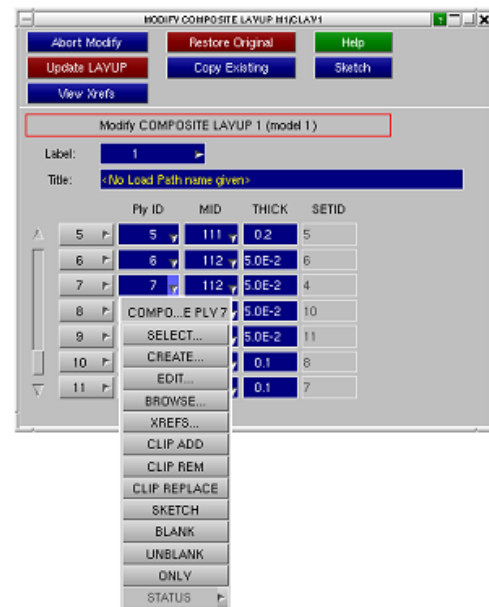 MODIFY COMPOSITE LAYUP M1/CLAY1
?
X
Abort Modify Restore Original Help
Update LAYUP Copy Existing Sketch
View Xrefs
Modify COMPOSITE LAYUP 1 (model 1)
Label: 1
Title: <No Load Path name given>
Ply ID MID THICK SETID
5 5 111 0.2 5
6 6 112 5.0E-2 6
7 7 112 5.0E-2 4
8 COMPO...E PLY 7 5.0E-2 10
9 SELECT... 5.0E-2 11
10 CREATE... 0.1 8
11 EDIT... 0.1 7
BROWSE...
XREFS...
CLIP ADD
CLIP REM
CLIP REPLACE
SKETCH
BLANK
UNBLANK
ONLY
STATUS